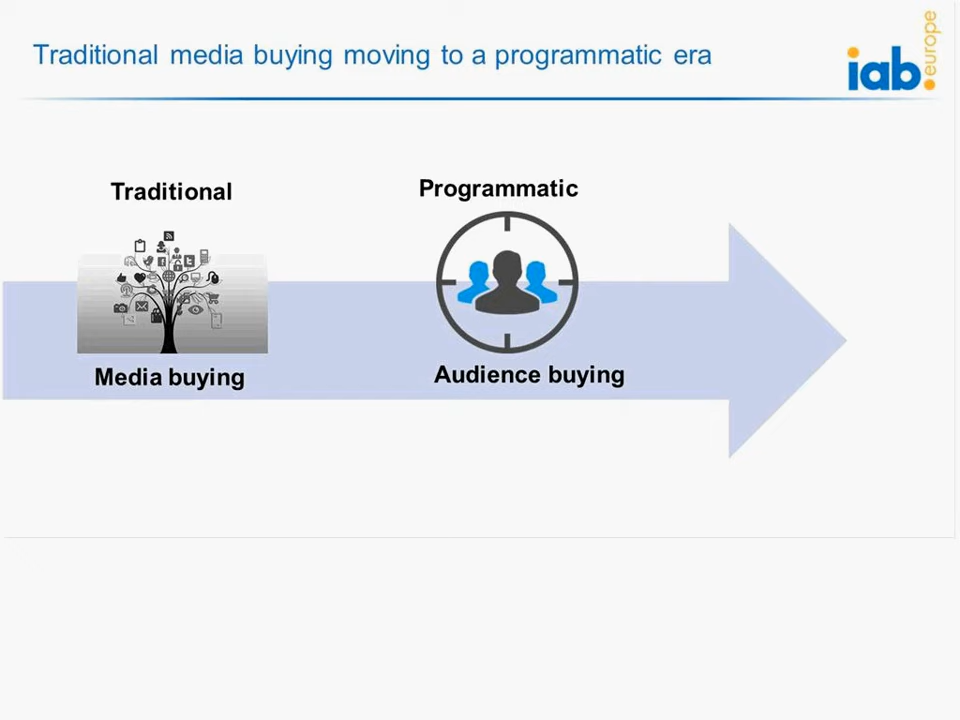 Traditional media buying moving to a programmatic era
iab.
europe
Traditional
Programmatic
Media buying
Audience buying